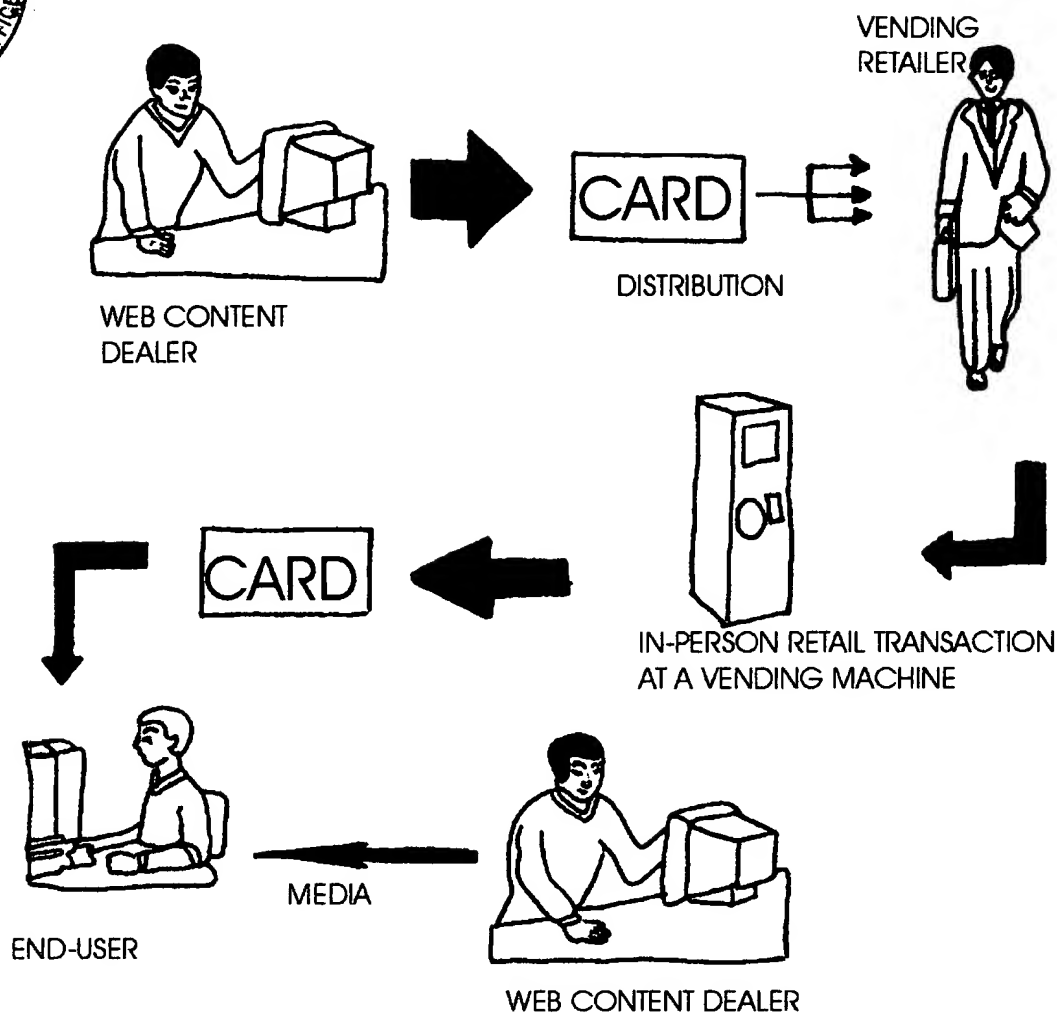 VENDING
RETAILER
CARD
DISTRIBUTION
WEB CONTENT
DEALER
IN-PERSON RETAIL TRANSACTION
AT A VENDING MACHINE
CARD
MEDIA
END-USER
WEB CONTENT DEALER